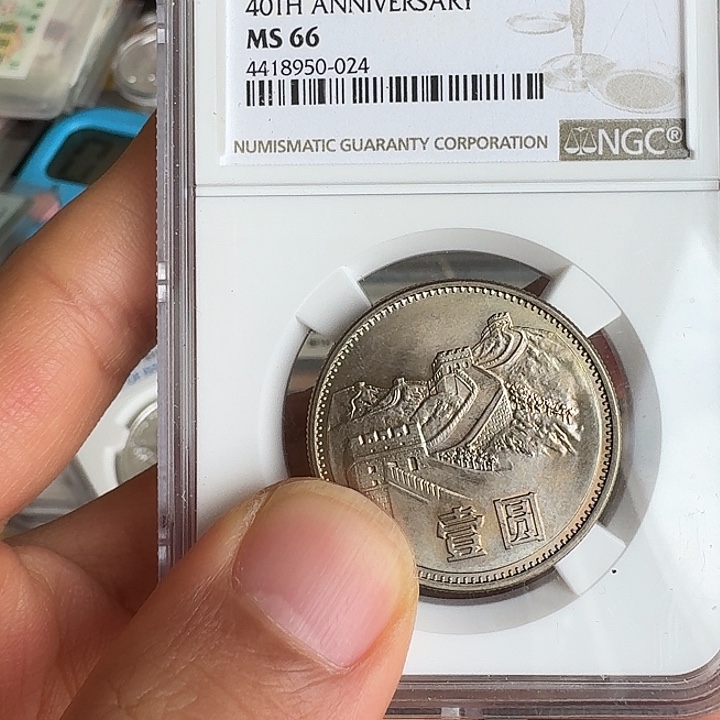 40TH ANNIVERSARY
MS 66
4418950-024
NUMISMATIC GUARANTY CORPORATION
NGC®
壹圆